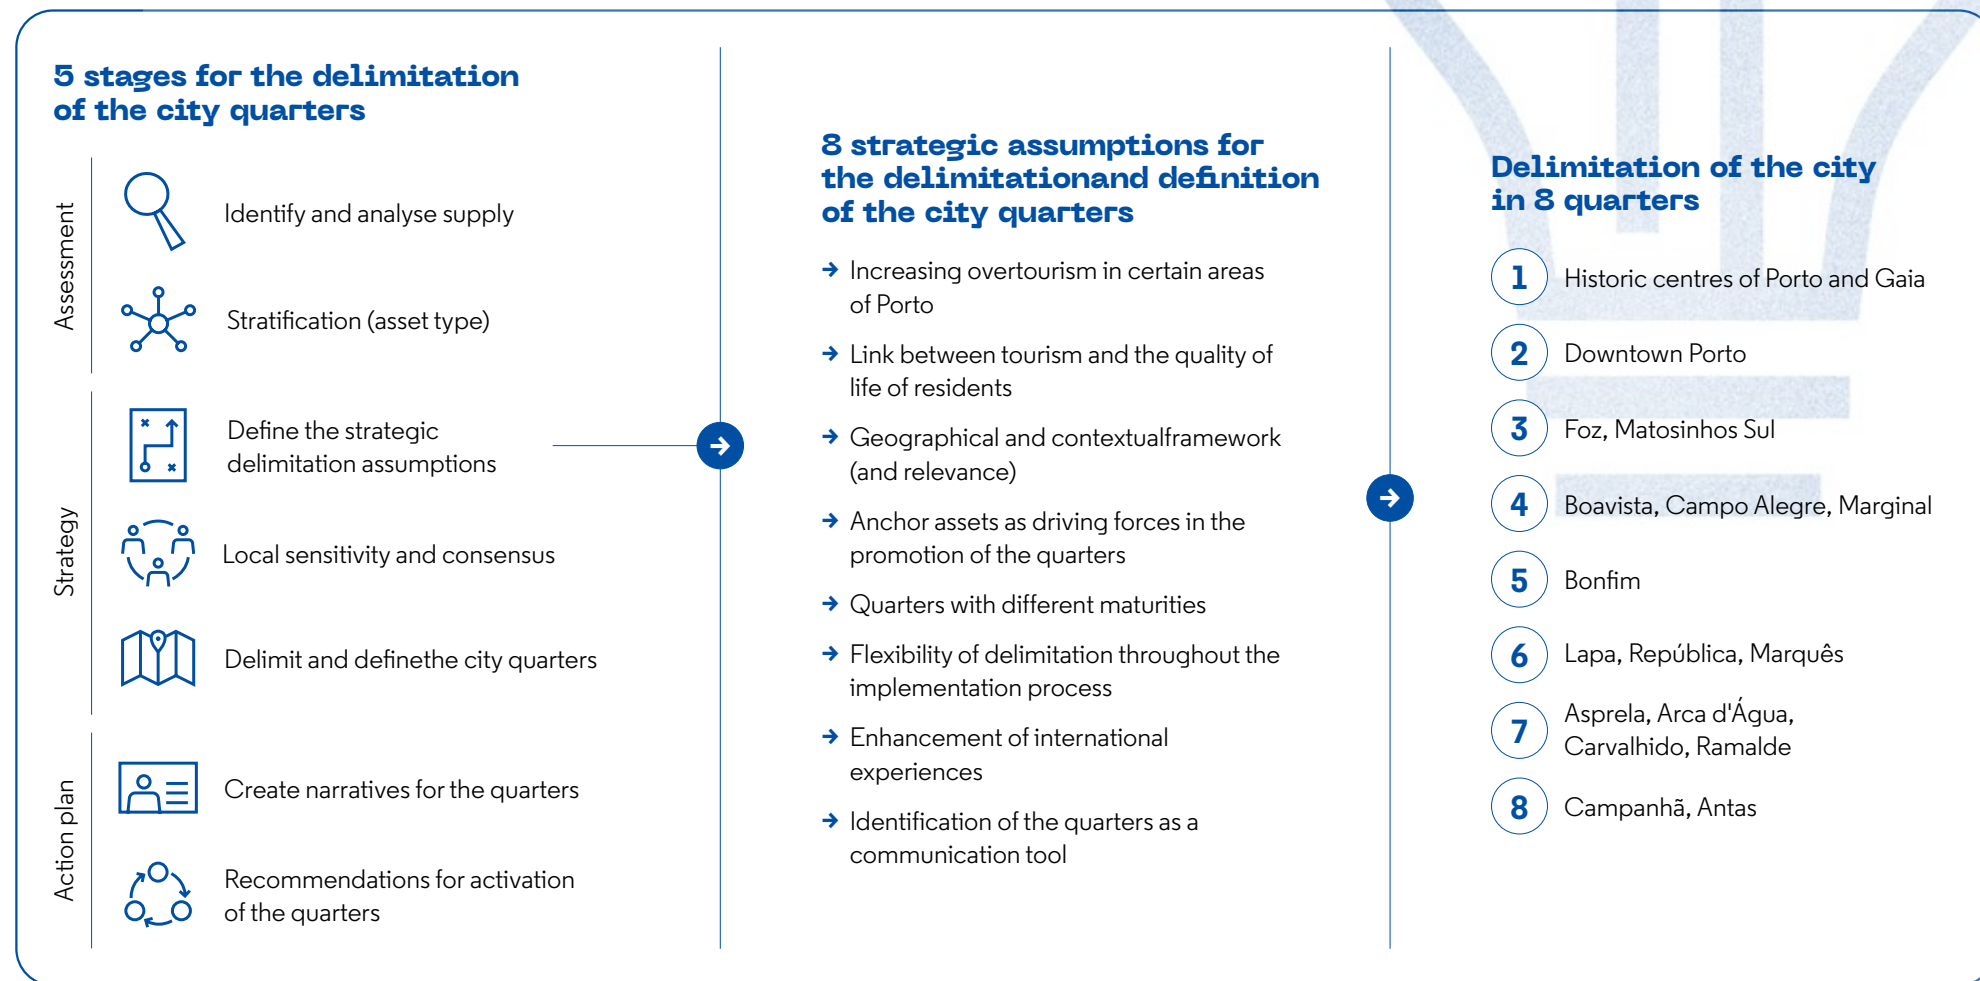 5 stages for the delimitation
of the city quarters
Assessment
Identify and analyse supply
Stratification (asset type)
Strategy
Define the strategic
delimitation assumptions
Local sensitivity and consensus
Delimit and definethe city quarters
Action plan
Create narratives for the quarters
Recommendations for activation
of the quarters
8 strategic assumptions for
the delimitationand definition
of the city quarters
→ Increasing overtourism in certain areas
of Porto
→ Link between tourism and the quality of
life of residents
→ Geographical and contextualframework
(and relevance)
→ Anchor assets as driving forces in the
promotion of the quarters
→ Quarters with different maturities
→ Flexibility of delimitation throughout the
implementation process
→ Enhancement of international
experiences
→ Identification of the quarters as a
communication tool
Delimitation of the city
in 8 quarters
1 Historic centres of Porto and Gaia
2 Downtown Porto
3 Foz, Matosinhos Sul
4 Boavista, Campo Alegre, Marginal
5 Bonfim
6 Lapa, República, Marquês
7 Asprela, Arca d'Água,
Carvalhido, Ramalde
8 Campanhã, Antas